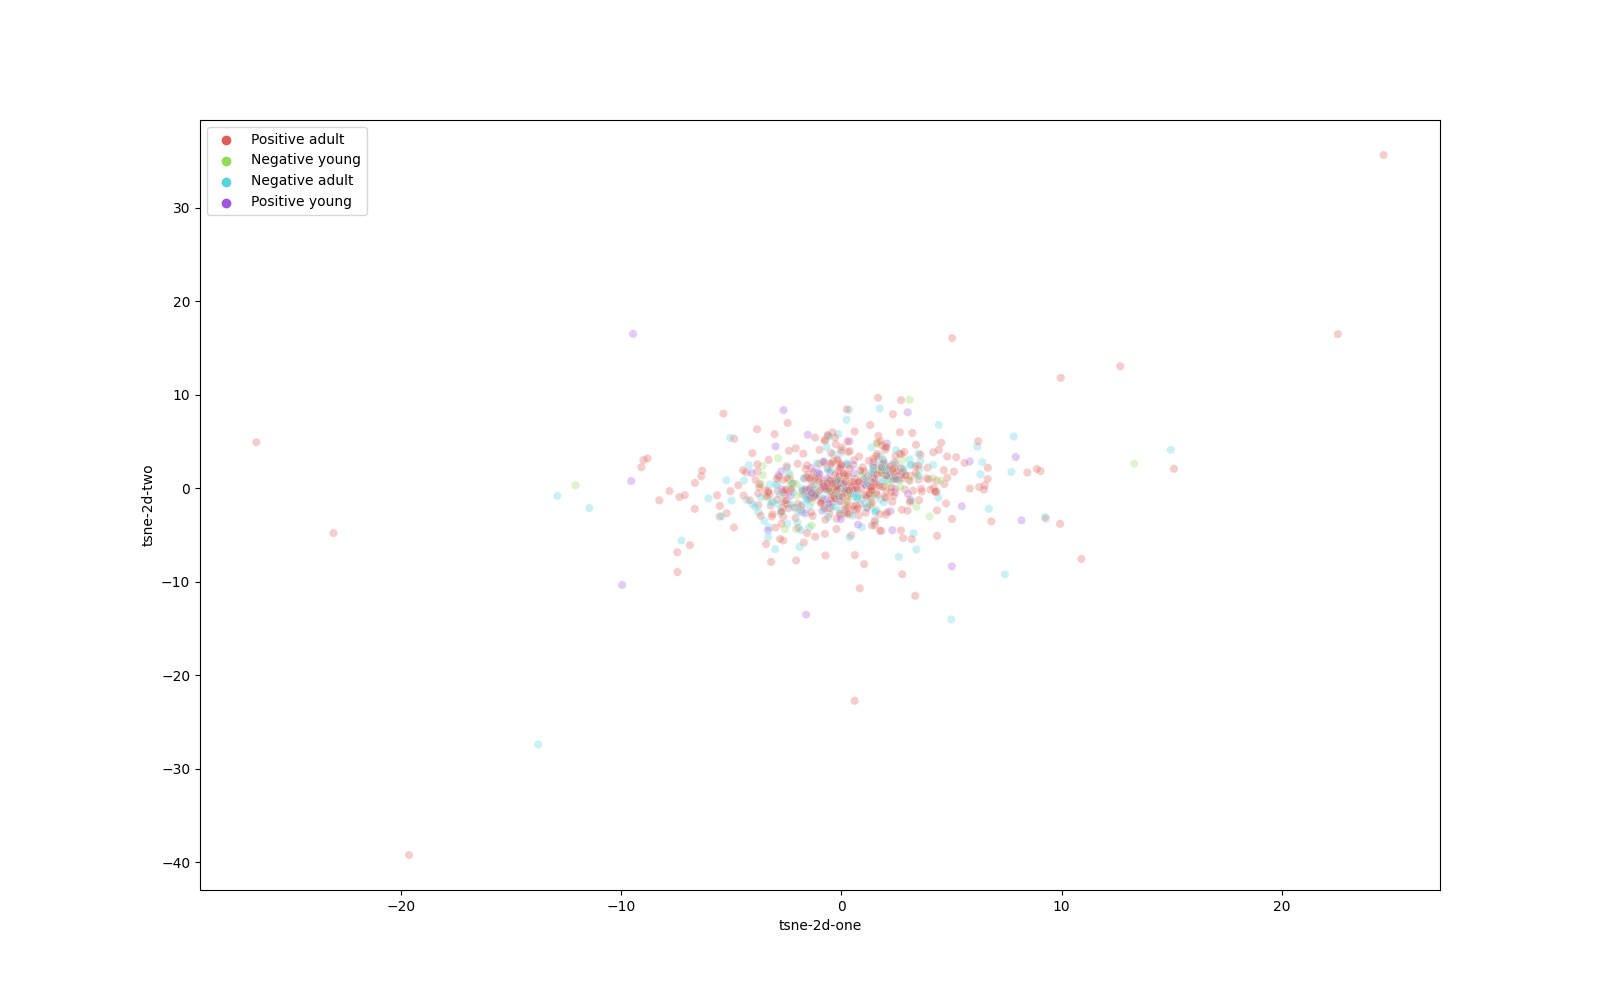 Positive adult
Negative young
Negative adult
Positive young
30
20
10
0
−10
−20
−30
−40
tsne-2d-two
−20
−10
0
10
20
tsne-2d-one